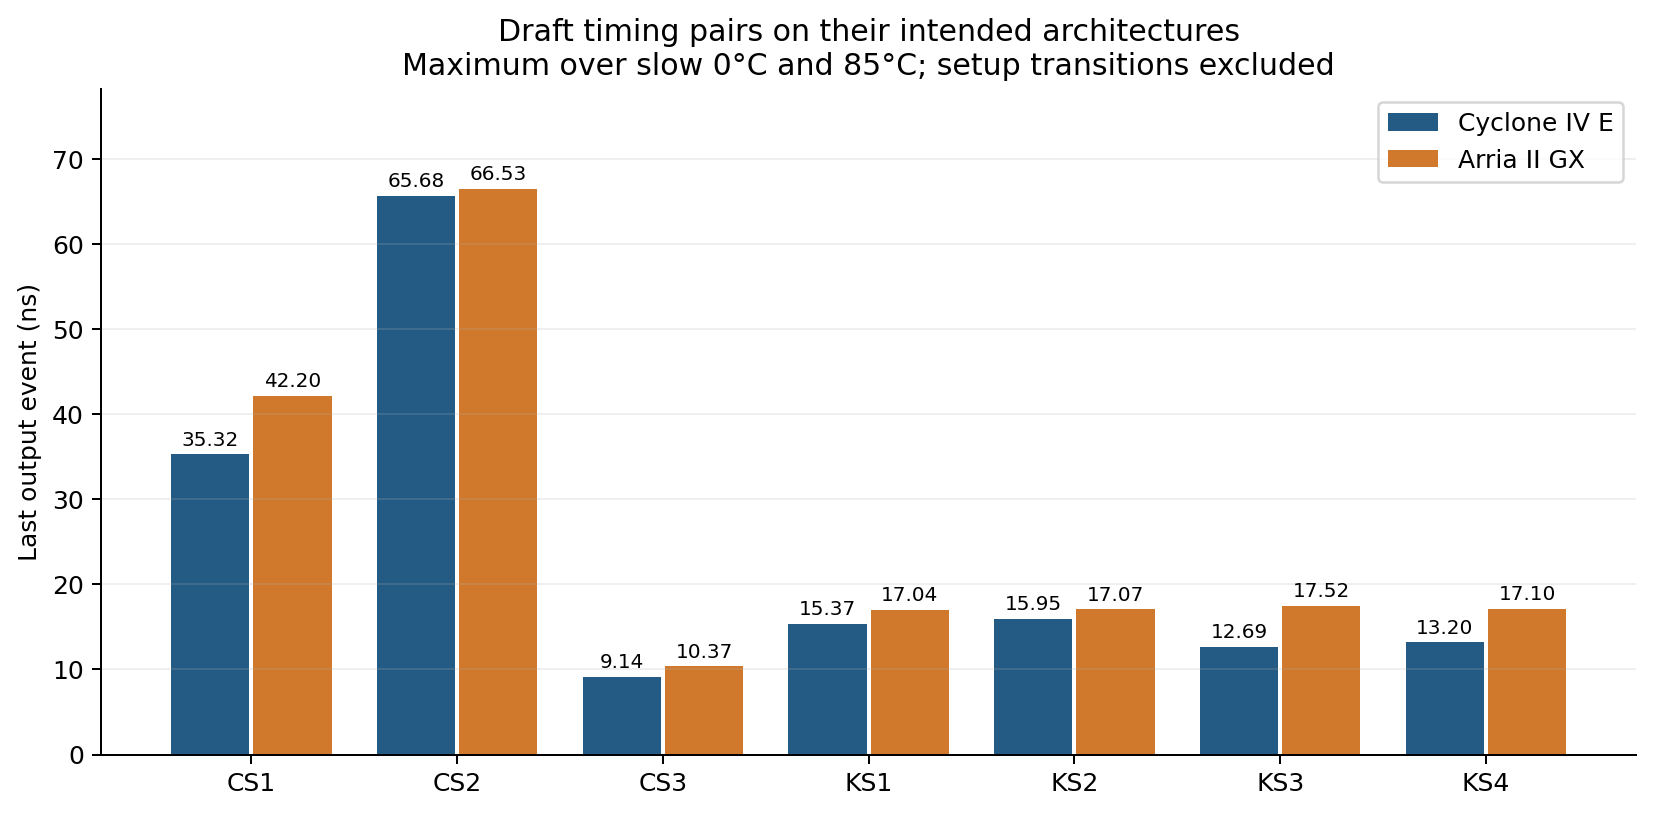 Draft timing pairs on their intended architectures
Maximum over slow 0°C and 85°C; setup transitions excluded
Cyclone IV E
Arria II GX
Last output event (ns)
70
60
50
40
30
20
10
0
35.32
42.20
65.68
66.53
9.14
10.37
15.37
17.04
15.95
17.07
12.69
17.52
13.20
17.10
CS1
CS2
CS3
KS1
KS2
KS3
KS4